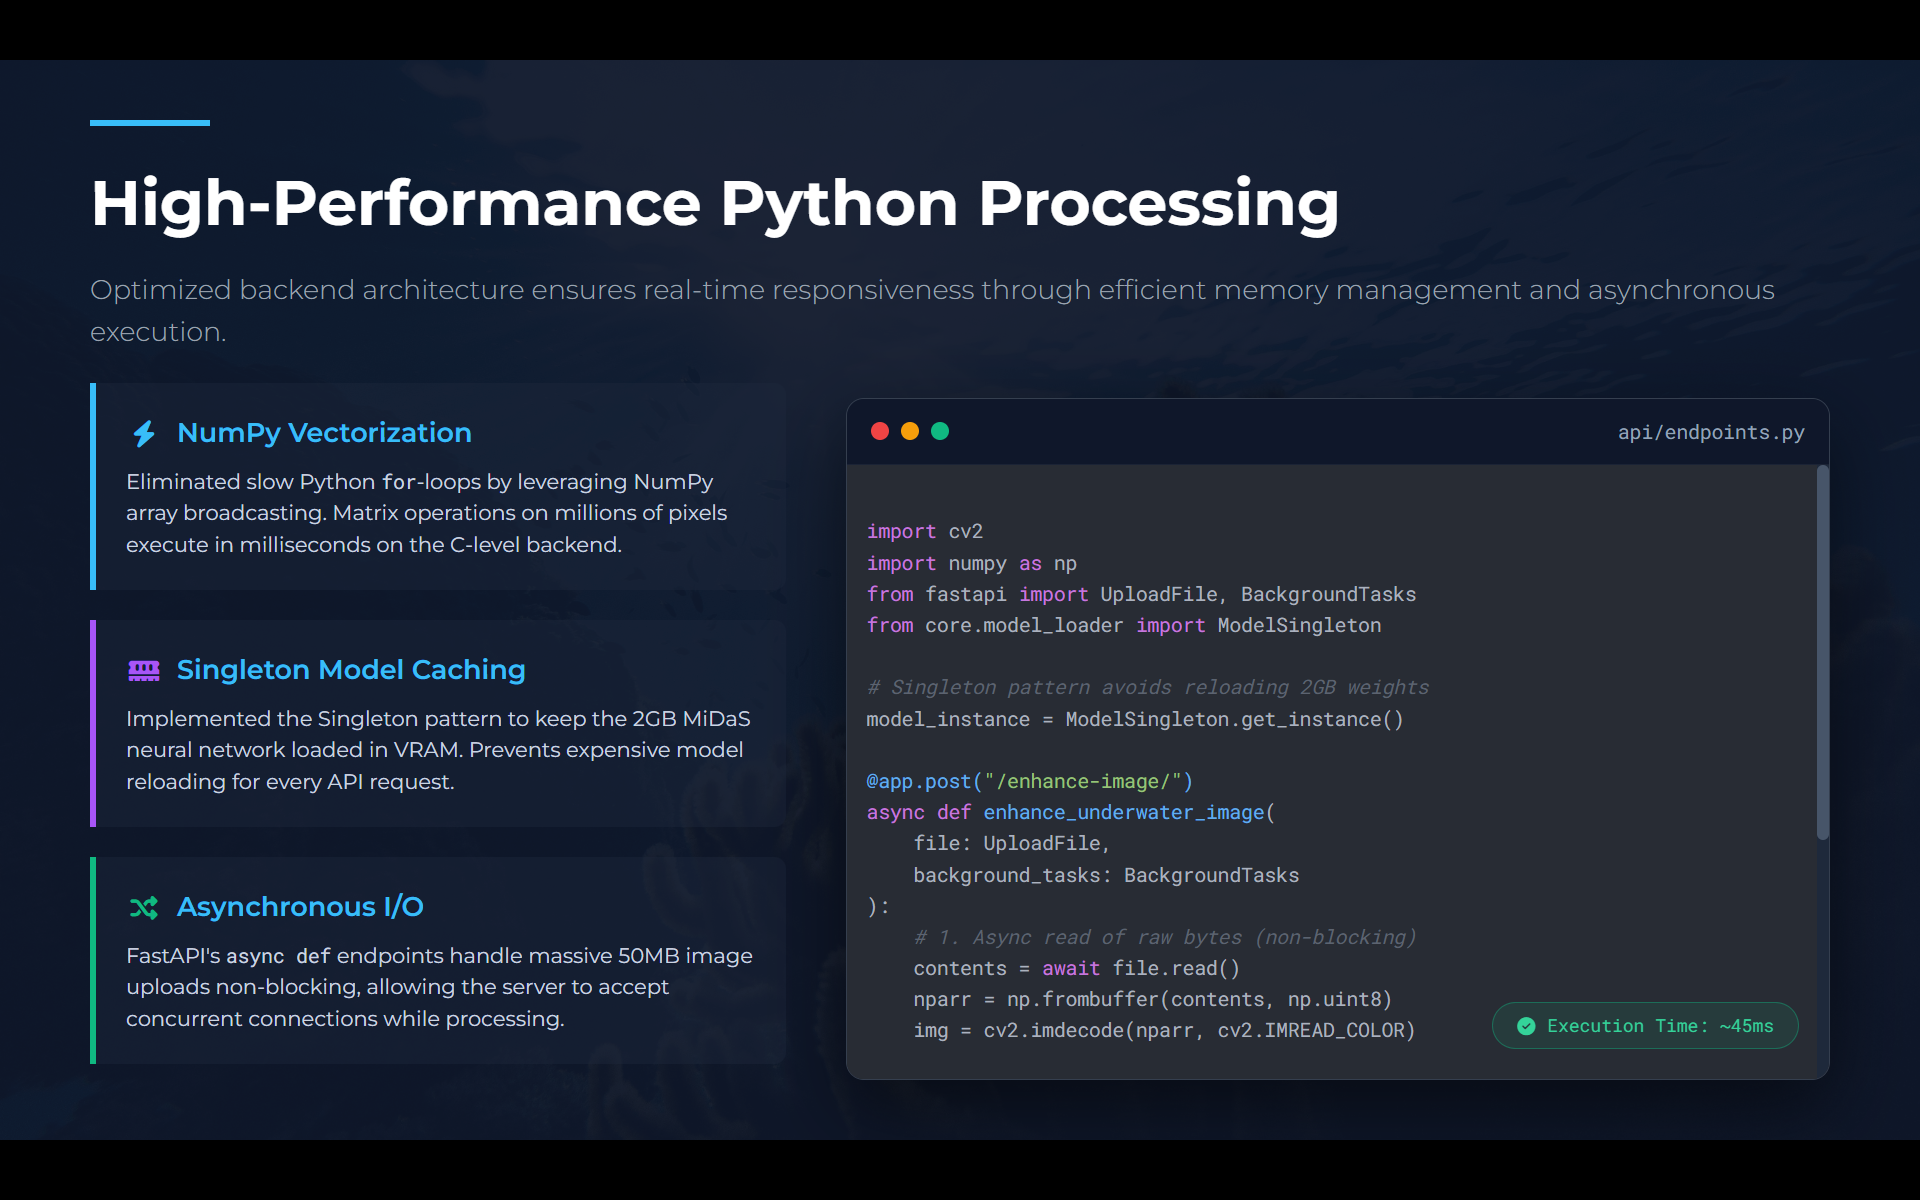 High-Performance Python Processing
Optimized backend architecture ensures real-time responsiveness through efficient memory management and asynchronous
execution.
NumPy Vectorization
Eliminated slow Python for-loops by leveraging NumPy
array broadcasting. Matrix operations on millions of pixels
execute in milliseconds on the C-level backend.
Singleton Model Caching
Implemented the Singleton pattern to keep the 2GB MiDaS
neural network loaded in VRAM. Prevents expensive model
reloading for every API request.
Asynchronous I/O
FastAPI's async def endpoints handle massive 50MB image
uploads non-blocking, allowing the server to accept
concurrent connections while processing.
api/endpoints.py
import cv2
import numpy as np
from fastapi import UploadFile, BackgroundTasks
from core.model_loader import ModelSingleton
# Singleton pattern avoids reloading 2GB weights
model_instance = ModelSingleton.get_instance()
@app.post("/enhance-image/")
async def enhance_underwater_image(
    file: UploadFile,
    background_tasks: BackgroundTasks
):
    # 1. Async read of raw bytes (non-blocking)
    contents = await file.read()
    nparr = np.frombuffer(contents, np.uint8)
    img = cv2.imdecode(nparr, cv2.IMREAD_COLOR)
Execution Time: ~45ms